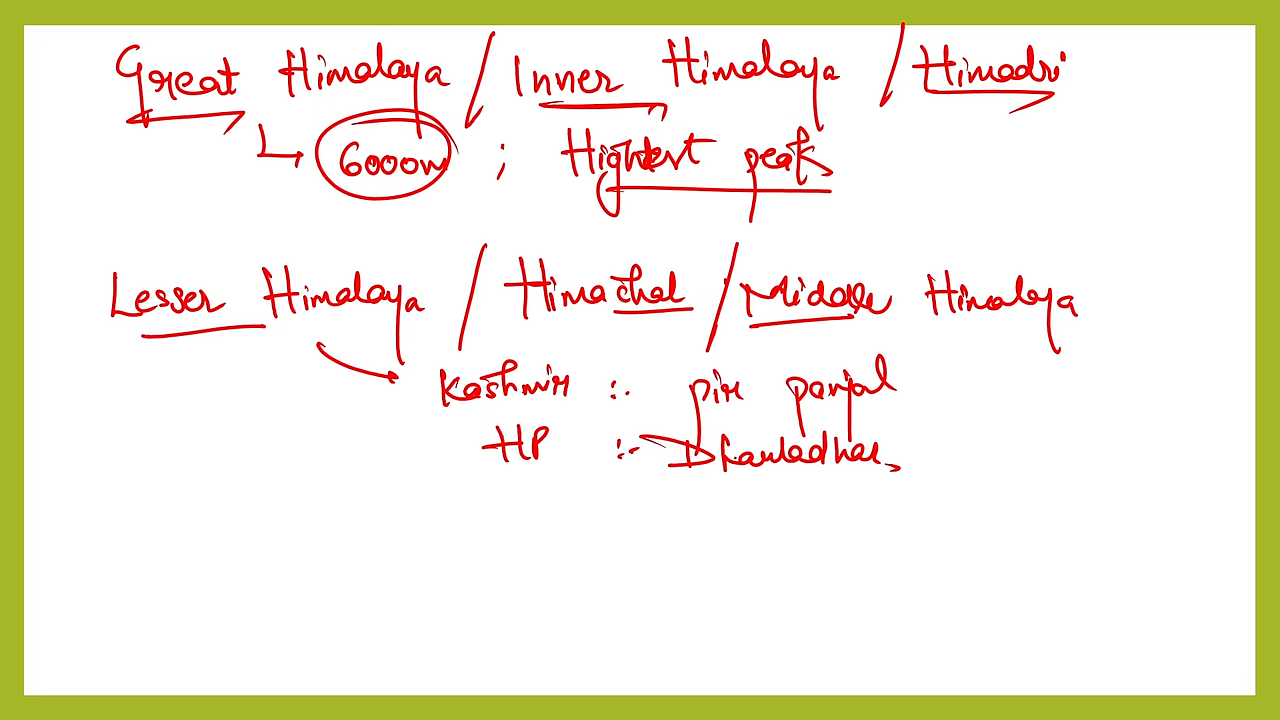 Great Himalaya / Inner Himalaya / Himadri
6000m ; Highest peak
Lesser Himalaya / Himachal / Middle Himalaya
Kashmir :- pir panjal
HP :- Dhauladhar,